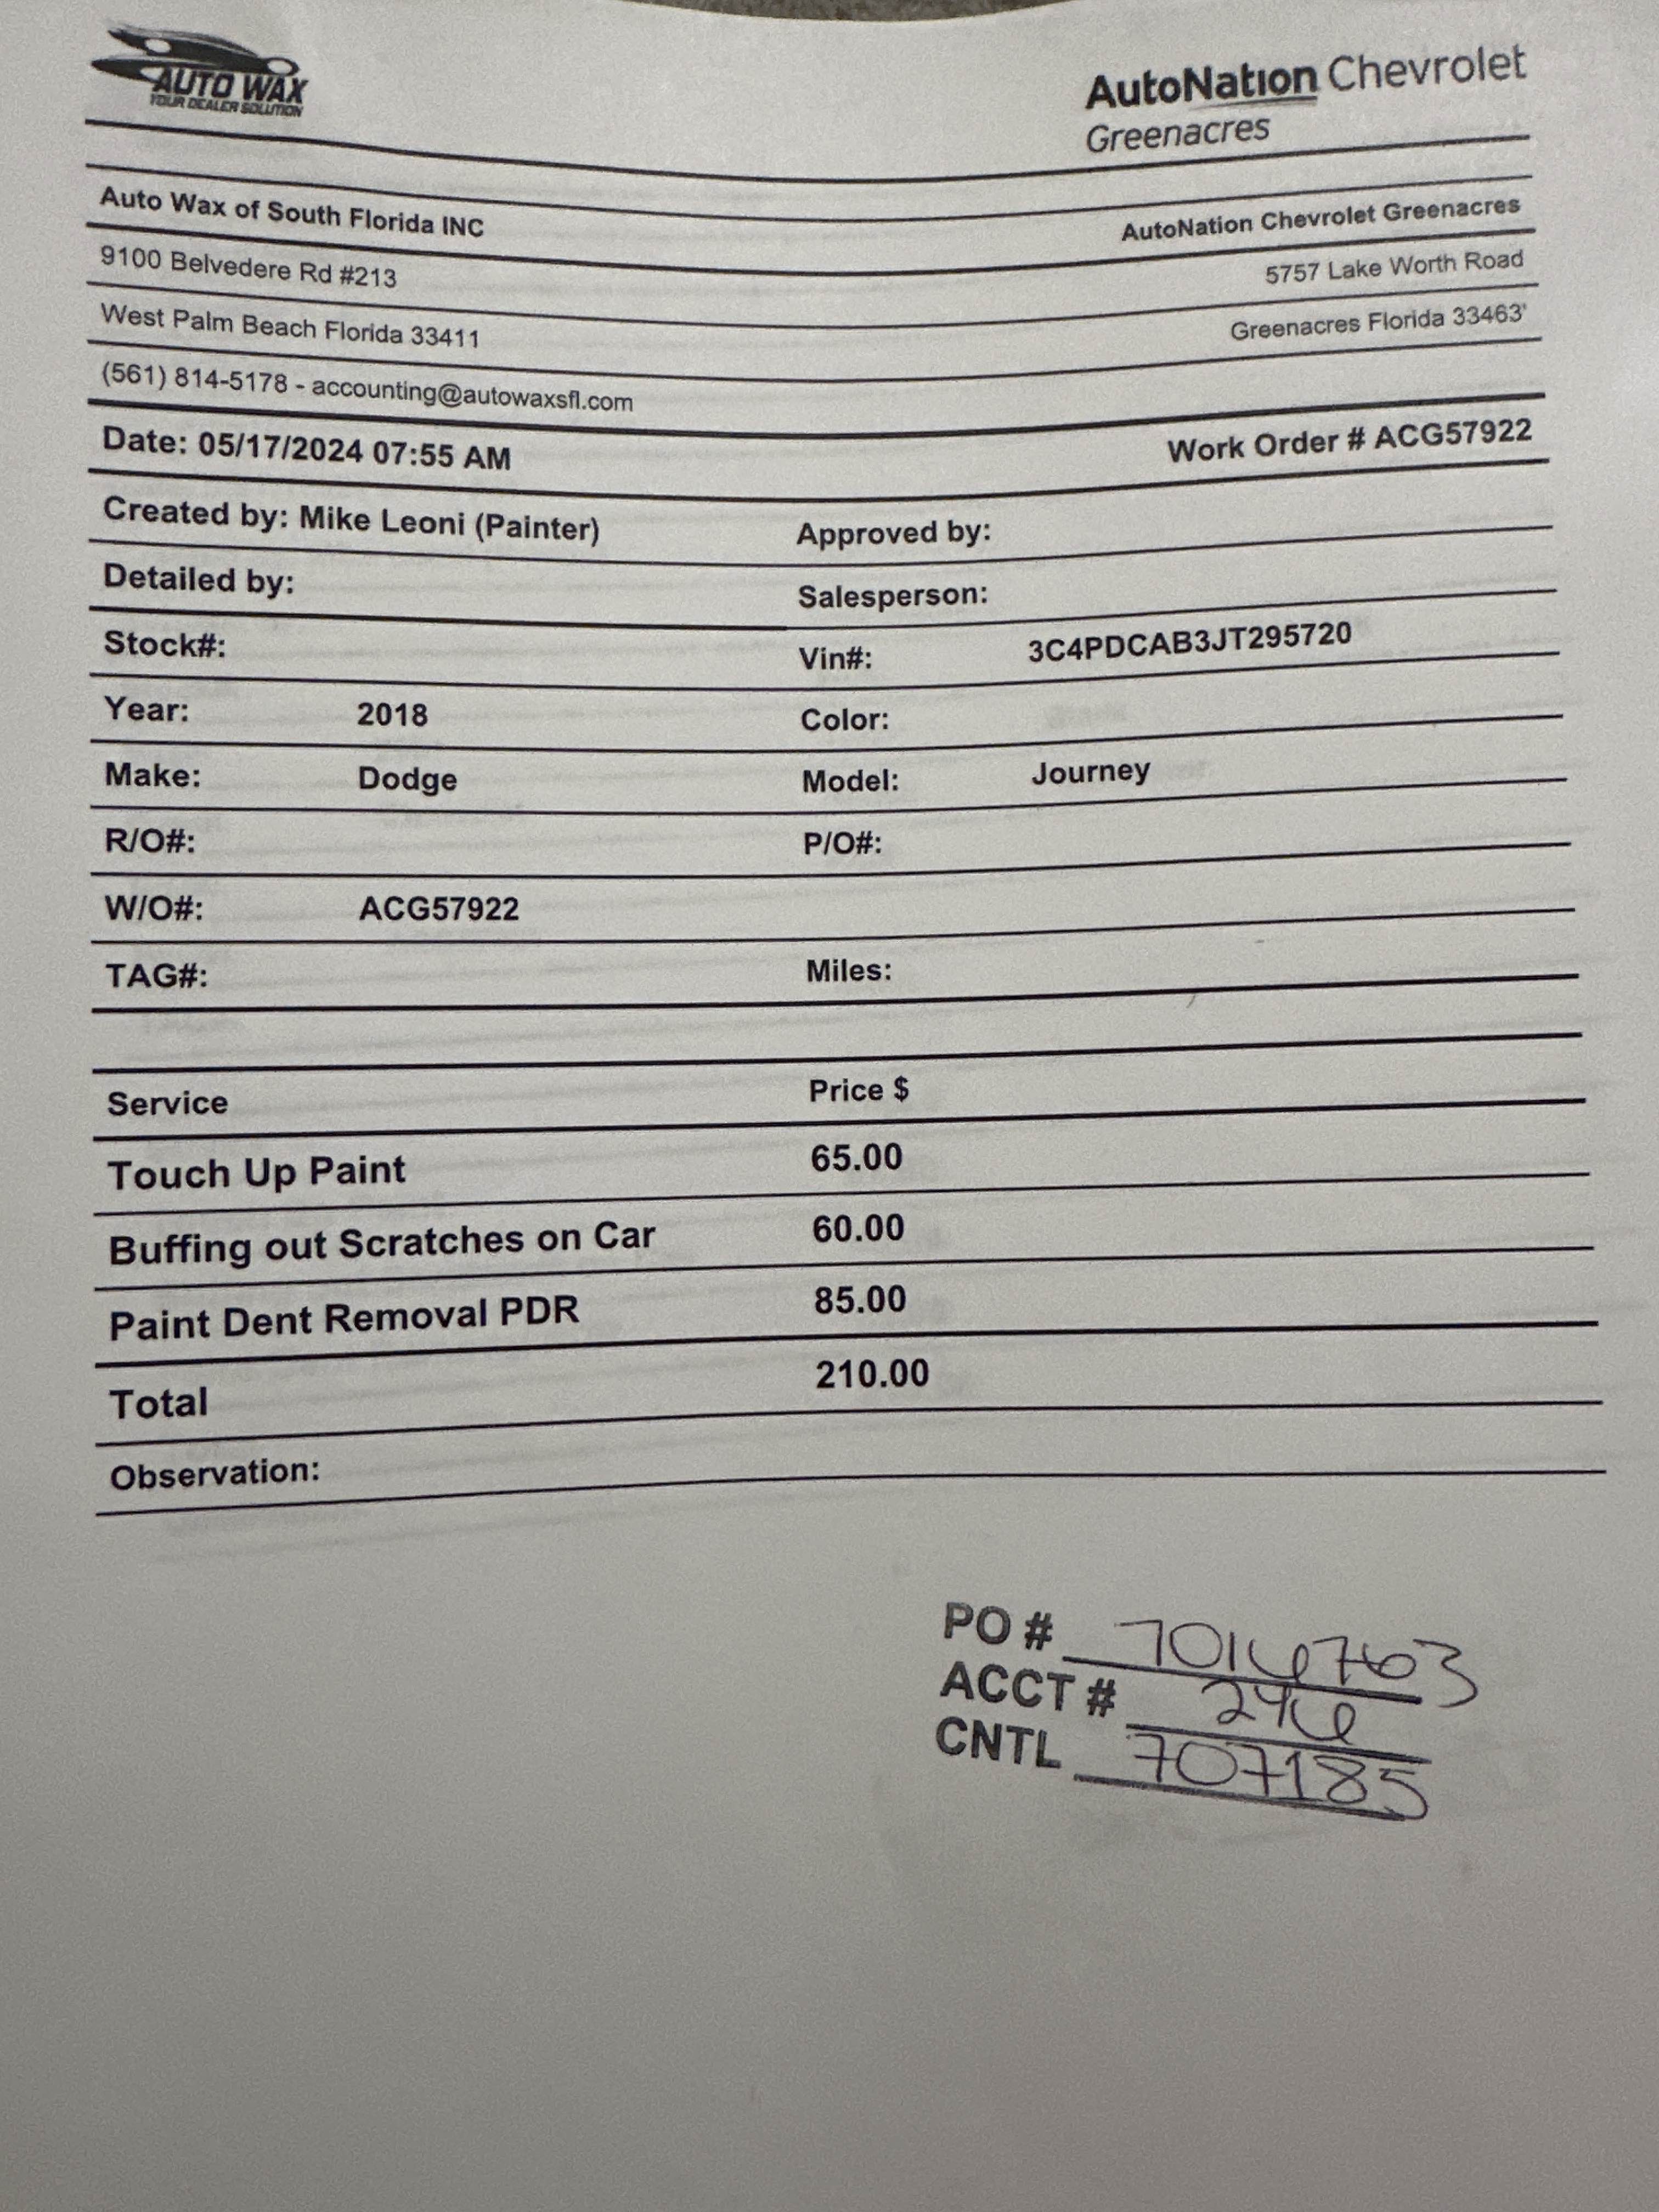 AUTO WAX
YOUR DEALER SOLUTION
AutoNation Chevrolet
Greenacres
Auto Wax of South Florida INC
AutoNation Chevrolet Greenacres
9100 Belvedere Rd #213
5757 Lake Worth Road
West Palm Beach Florida 33411
Greenacres Florida 33463'
(561) 814-5178 - accounting@autowaxsfl.com
Date: 05/17/2024 07:55 AM
Work Order # ACG57922
Created by: Mike Leoni (Painter)
Approved by:
Detailed by:
Salesperson:
Stock#:
Vin#: 3C4PDCAB3JT295720
Year: 2018
Color:
Make: Dodge
Model: Journey
R/O#:
P/O#:
W/O#: ACG57922
TAG#:
Miles:
Service Price $
Touch Up Paint 65.00
Buffing out Scratches on Car 60.00
Paint Dent Removal PDR 85.00
Total 210.00
Observation:
PO # 7016763
ACCT # 246
CNTL 707185